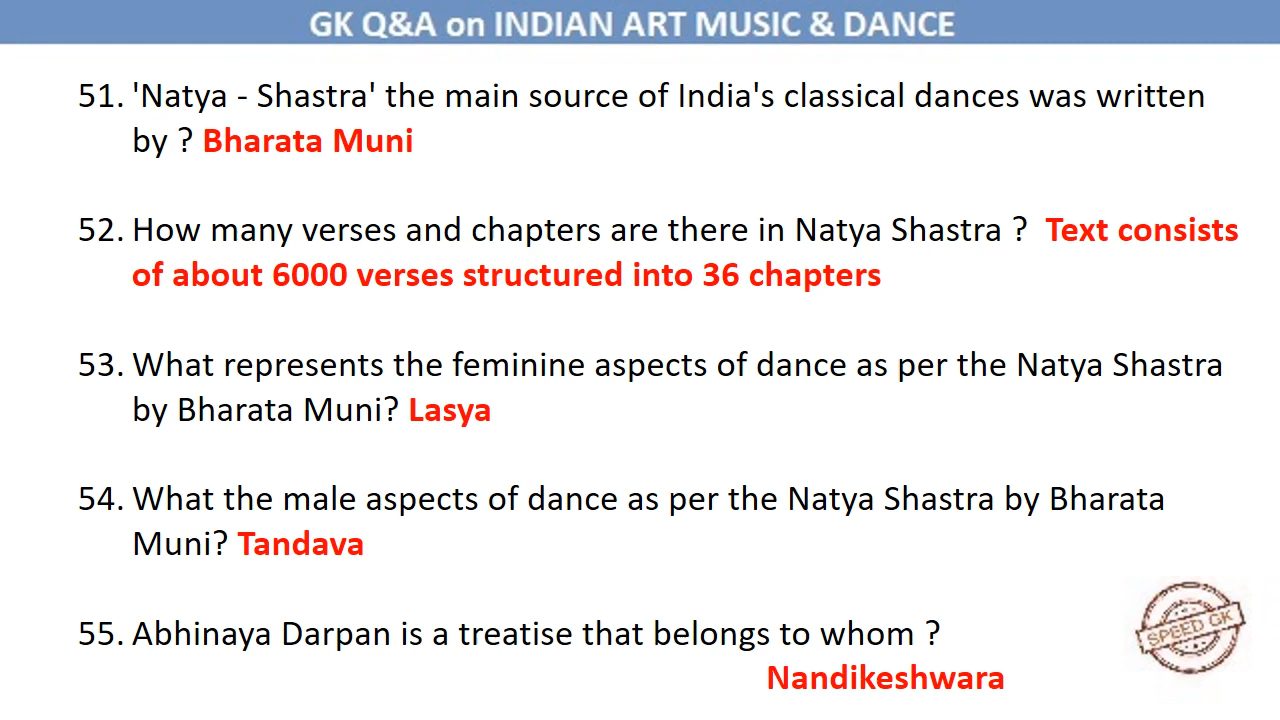 GK Q&A on INDIAN ART MUSIC & DANCE
51. 'Natya - Shastra' the main source of India's classical dances was written
by ? Bharata Muni
52. How many verses and chapters are there in Natya Shastra ? Text consists
of about 6000 verses structured into 36 chapters
53. What represents the feminine aspects of dance as per the Natya Shastra
by Bharata Muni? Lasya
54. What the male aspects of dance as per the Natya Shastra by Bharata
Muni? Tandava
55. Abhinaya Darpan is a treatise that belongs to whom ?
Nandikeshwara
SPEED GK